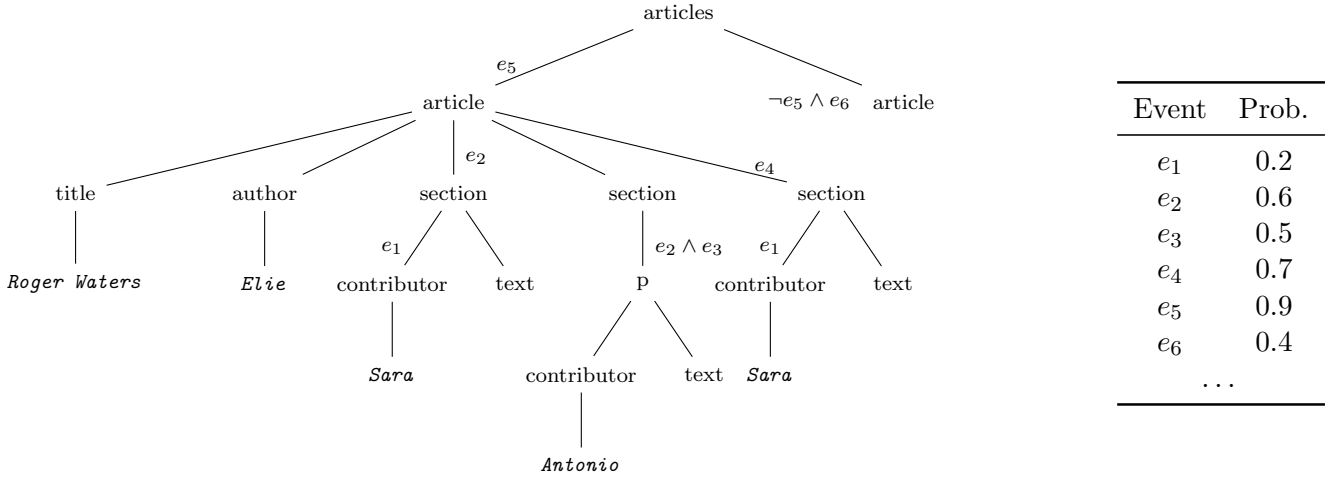 articles
e₅
article
¬e₅ ∧ e₆ article
e₂
e₄
title
author
section
section
section
e₁
e₂ ∧ e₃
e₁
Roger Waters
Elie
contributor
text
p
contributor
text
Sara
contributor
text
Sara
Antonio
Event Prob.
e₁ 0.2
e₂ 0.6
e₃ 0.5
e₄ 0.7
e₅ 0.9
e₆ 0.4
. . .